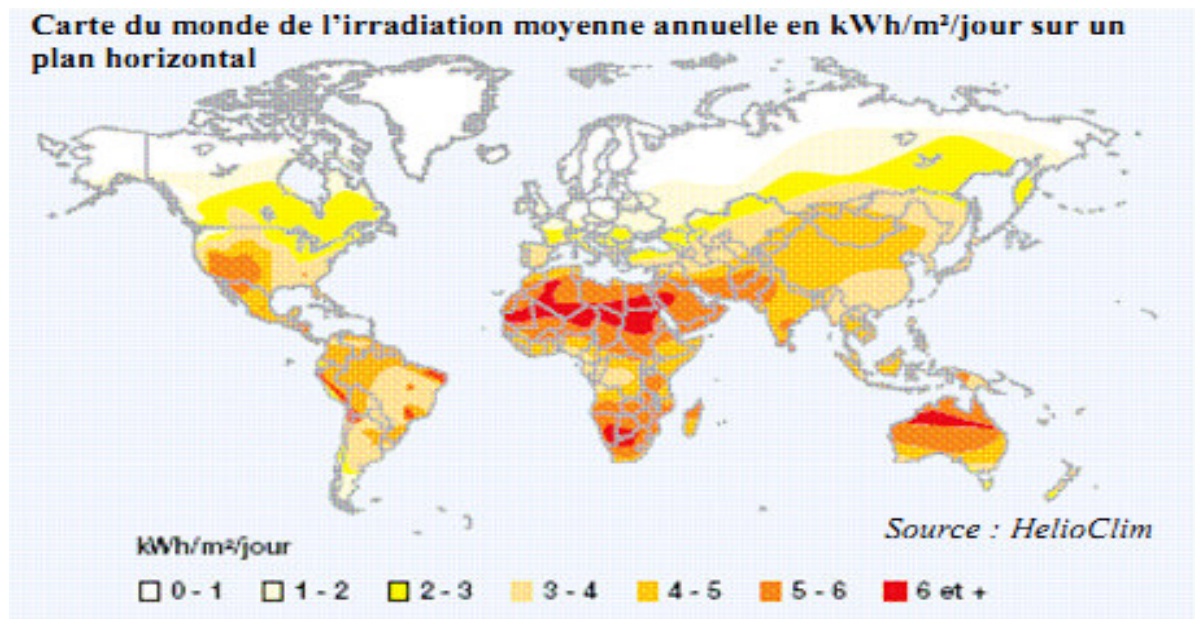 Carte du monde de l'irradiation moyenne annuelle en kWh/m²/jour sur un
plan horizontal
Source : HelioClim
kWh/m²/jour
0 - 1 1 - 2 2 - 3 3 - 4 4 - 5 5 - 6 6 et +